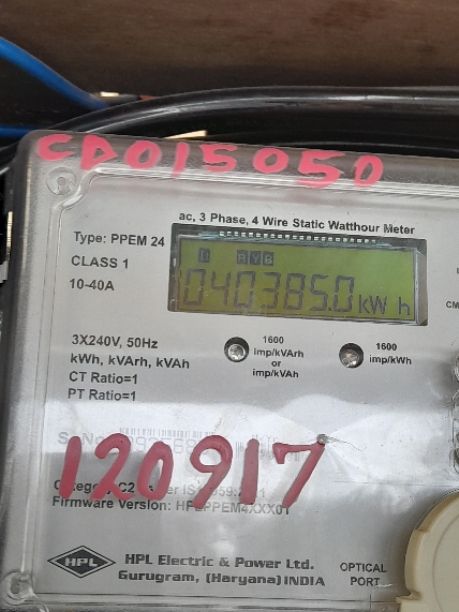 CD015050
ac, 3 Phase, 4 Wire Static Watthour Meter
Type: PPEM 24
CLASS 1
10-40A
D RYB
040385.0 kW h
3X240V, 50Hz
kWh, kVArh, kVAh
CT Ratio=1
PT Ratio=1
1600
imp/kVArh
or
imp/kVAh
1600
imp/kWh
CM
120917
Firmware Version:
HPL
HPL Electric & Power Ltd.
Gurugram, (Haryana) INDIA
OPTICAL
PORT